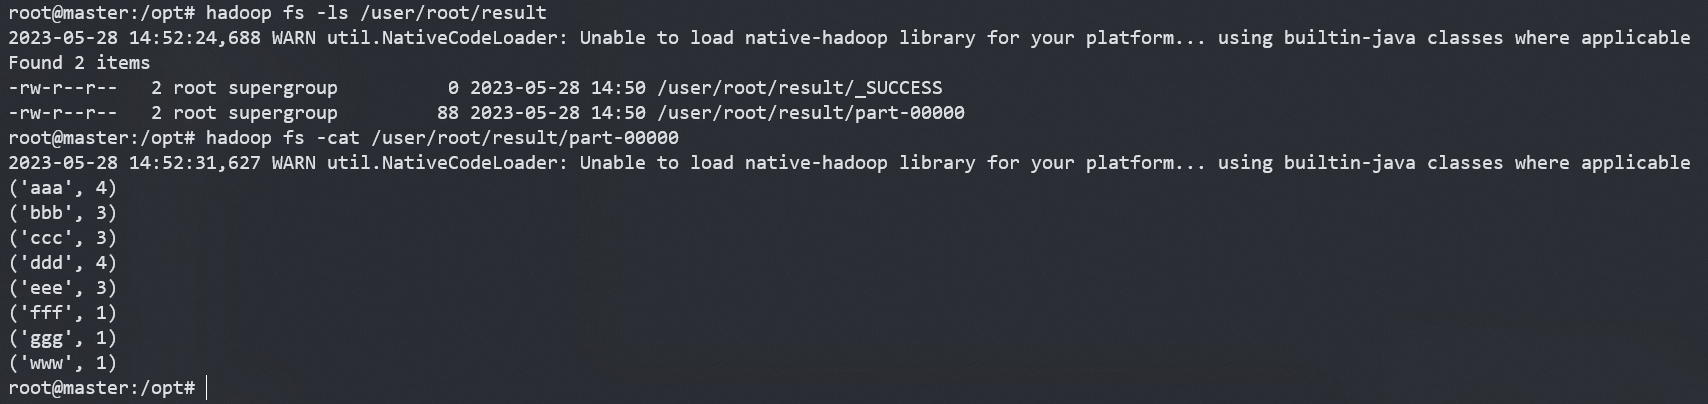 root@master:/opt# hadoop fs -ls /user/root/result
2023-05-28 14:52:24,688 WARN util.NativeCodeLoader: Unable to load native-hadoop library for your platform... using builtin-java classes where applicable
Found 2 items
-rw-r--r--   2 root supergroup          0 2023-05-28 14:50 /user/root/result/_SUCCESS
-rw-r--r--   2 root supergroup         88 2023-05-28 14:50 /user/root/result/part-00000
root@master:/opt# hadoop fs -cat /user/root/result/part-00000
2023-05-28 14:52:31,627 WARN util.NativeCodeLoader: Unable to load native-hadoop library for your platform... using builtin-java classes where applicable
('aaa', 4)
('bbb', 3)
('ccc', 3)
('ddd', 4)
('eee', 3)
('fff', 1)
('ggg', 1)
('www', 1)
root@master:/opt#